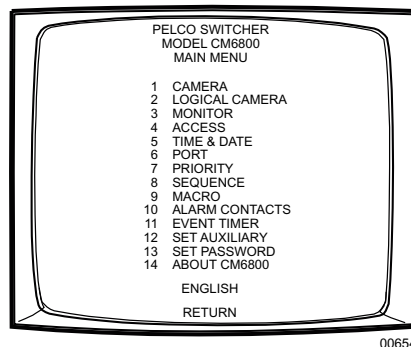 PELCO SWITCHER
MODEL CM6800
MAIN MENU
1 CAMERA
2 LOGICAL CAMERA
3 MONITOR
4 ACCESS
5 TIME & DATE
6 PORT
7 PRIORITY
8 SEQUENCE
9 MACRO
10 ALARM CONTACTS
11 EVENT TIMER
12 SET AUXILIARY
13 SET PASSWORD
14 ABOUT CM6800
ENGLISH
RETURN
00654